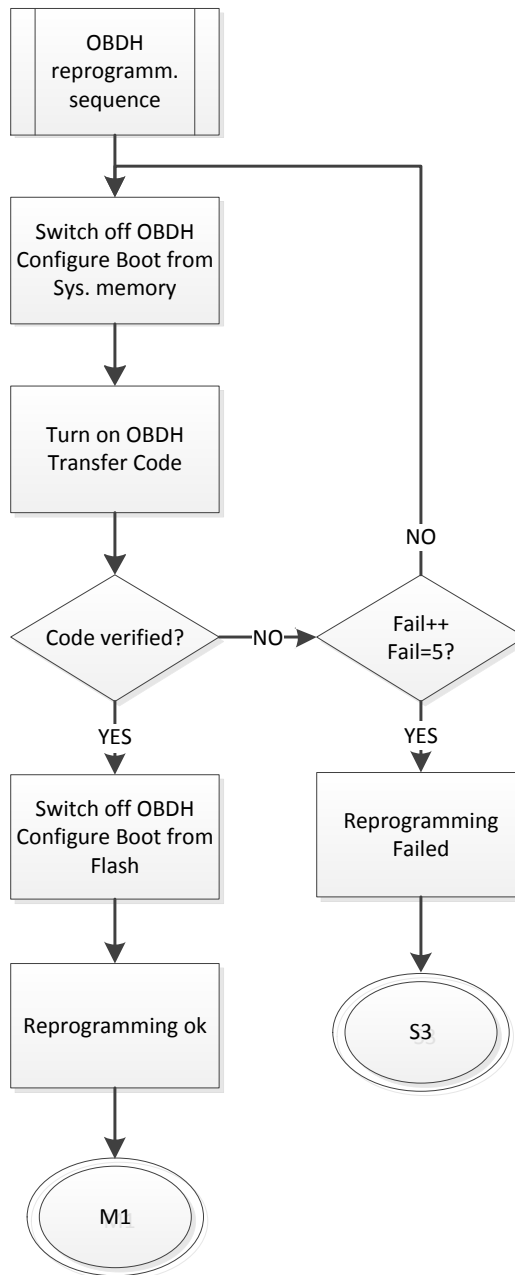 OBDH
reprogramm.
sequence
Switch off OBDH
Configure Boot from
Sys. memory
Turn on OBDH
Transfer Code
NO
Code verified?
NO
Fail++
Fail=5?
YES
YES
Switch off OBDH
Configure Boot from
Flash
Reprogramming
Failed
Reprogramming ok
S3
M1